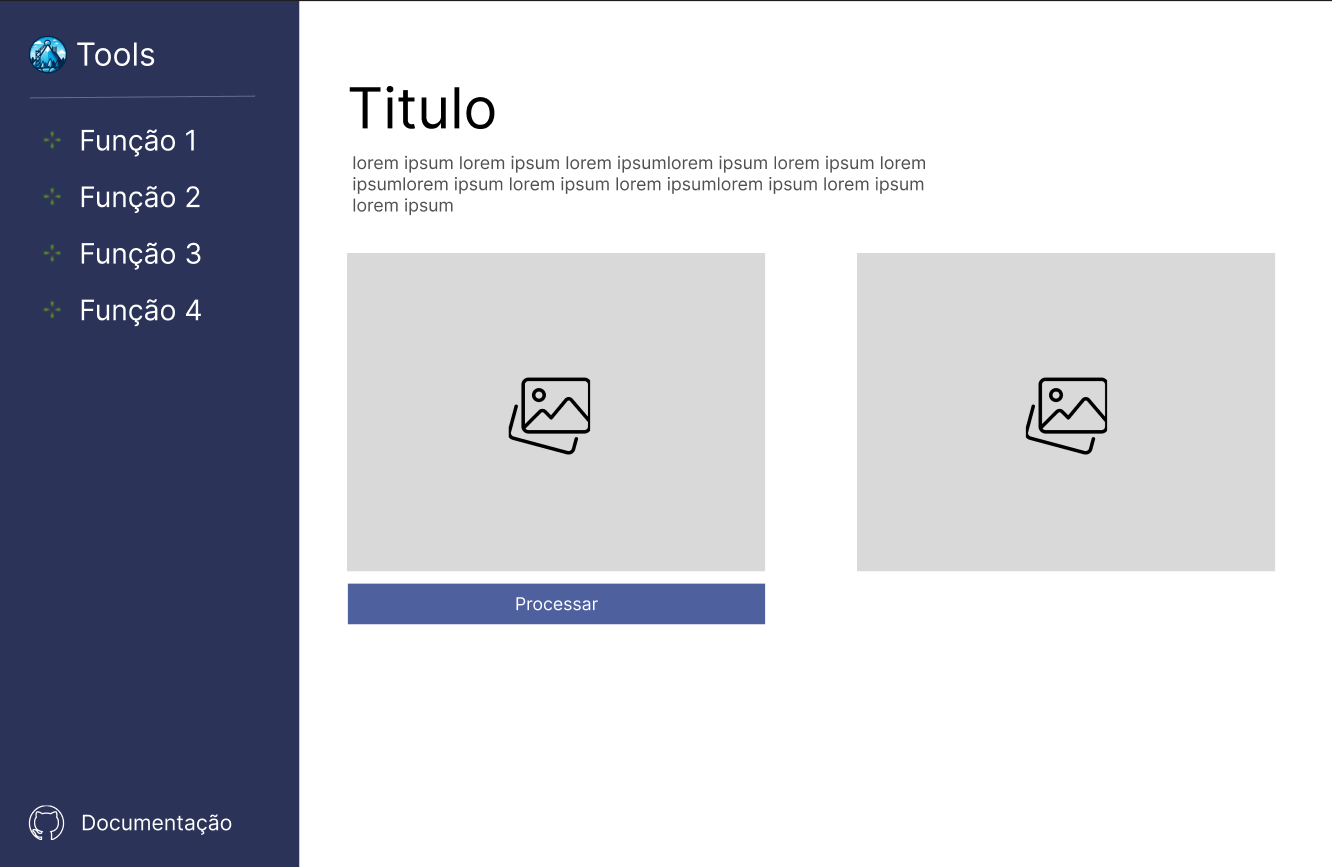 Tools
Função 1
Função 2
Função 3
Função 4
Documentação
Titulo
lorem ipsum lorem ipsum lorem ipsumlorem ipsum lorem ipsum lorem
ipsumlorem ipsum lorem ipsum lorem ipsumlorem ipsum lorem ipsum
lorem ipsum
Processar